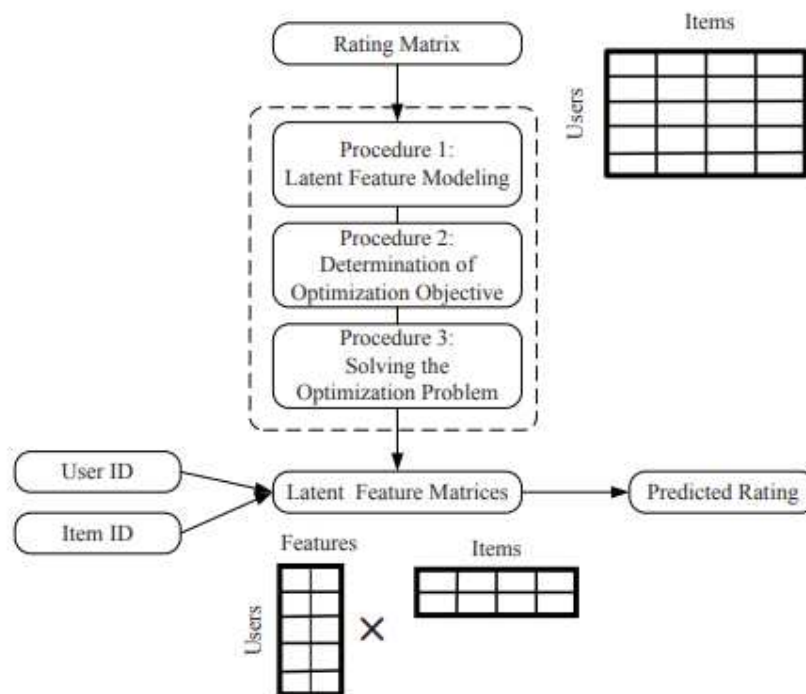 Items
Rating Matrix
Users
Procedure 1:
Latent Feature Modeling
Procedure 2:
Determination of
Optimization Objective
Procedure 3:
Solving the
Optimization Problem
User ID
Latent Feature Matrices
Predicted Rating
Item ID
Features
Items
Users